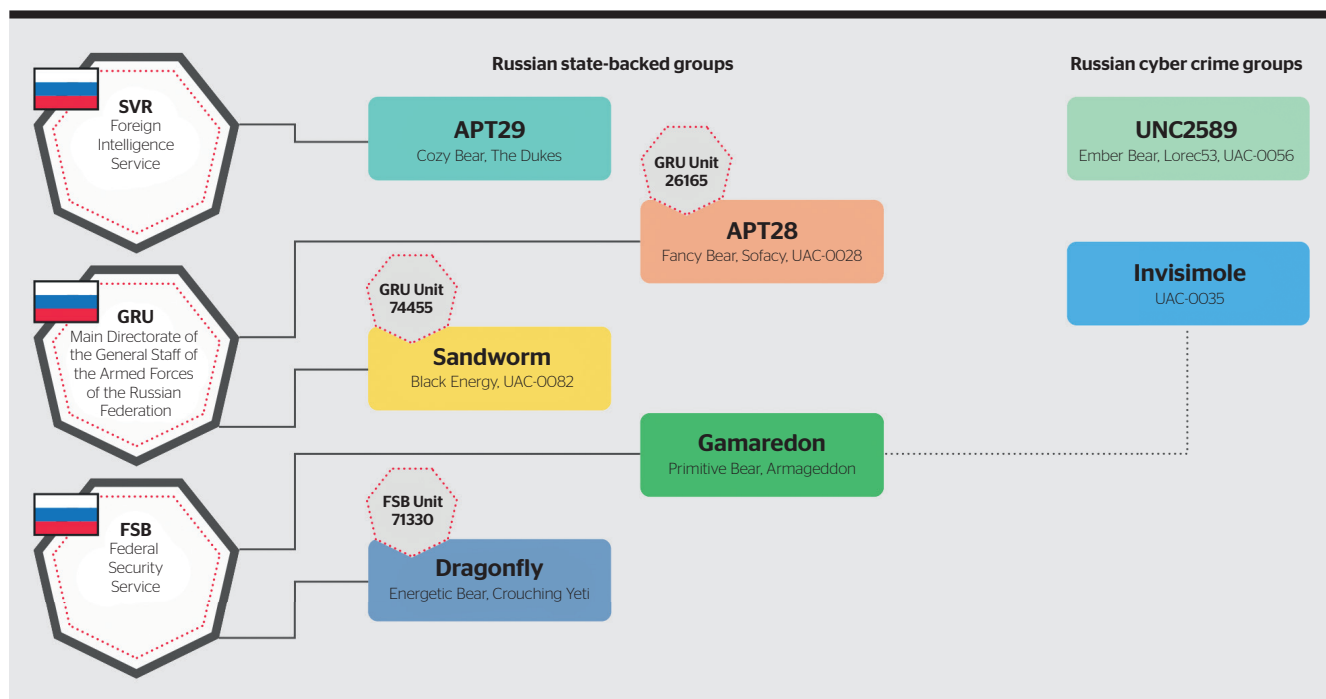 Russian state-backed groups
Russian cyber crime groups
SVR
Foreign
Intelligence
Service
APT29
Cozy Bear, The Dukes
UNC2589
Ember Bear, Lorec53, UAC-0056
GRU Unit
26165
APT28
Fancy Bear, Sofacy, UAC-0028
Invisimole
UAC-0035
GRU
Main Directorate of
the General Staff of
the Armed Forces
of the Russian
Federation
GRU Unit
74455
Sandworm
Black Energy, UAC-0082
Gamaredon
Primitive Bear, Armageddon
FSB
Federal
Security
Service
FSB Unit
71330
Dragonfly
Energetic Bear, Crouching Yeti